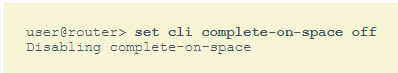 user@router> set cli complete-on-space off
Disabling complete-on-space